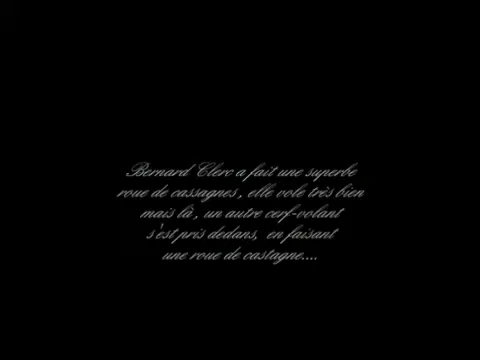 Bernard Clerc a fait une superbe
roue de cassagnes, elle vole très bien
mais là, un autre cerf-volant
s'est pris dedans, en faisant
une roue de castagne....